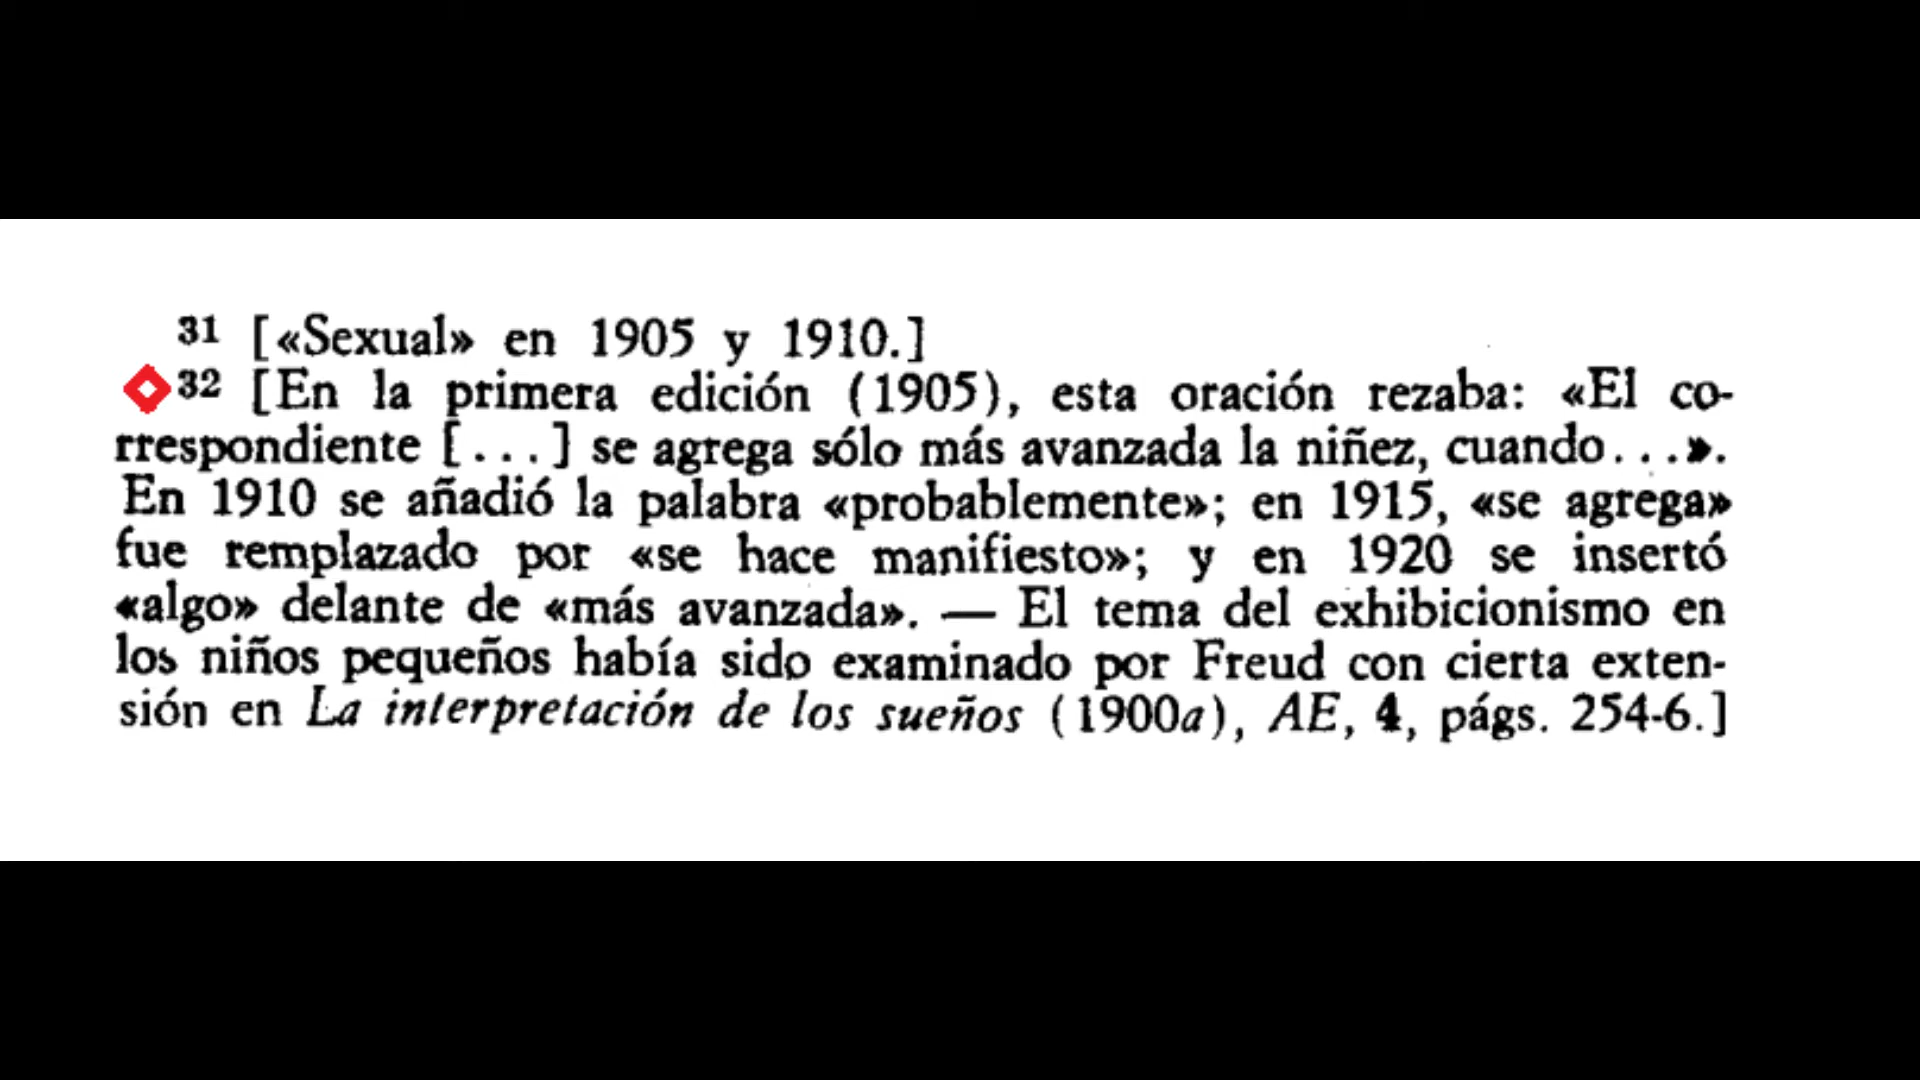 31 [«Sexual» en 1905 y 1910.]
32 [En la primera edición (1905), esta oración rezaba: «El co-
rrespondiente [...] se agrega sólo más avanzada la niñez, cuando...».
En 1910 se añadió la palabra «probablemente»; en 1915, «se agrega»
fue remplazado por «se hace manifiesto»; y en 1920 se insertó
«algo» delante de «más avanzada». — El tema del exhibicionismo en
los niños pequeños había sido examinado por Freud con cierta exten-
sión en La interpretación de los sueños (1900a), AE, 4, págs. 254-6.]